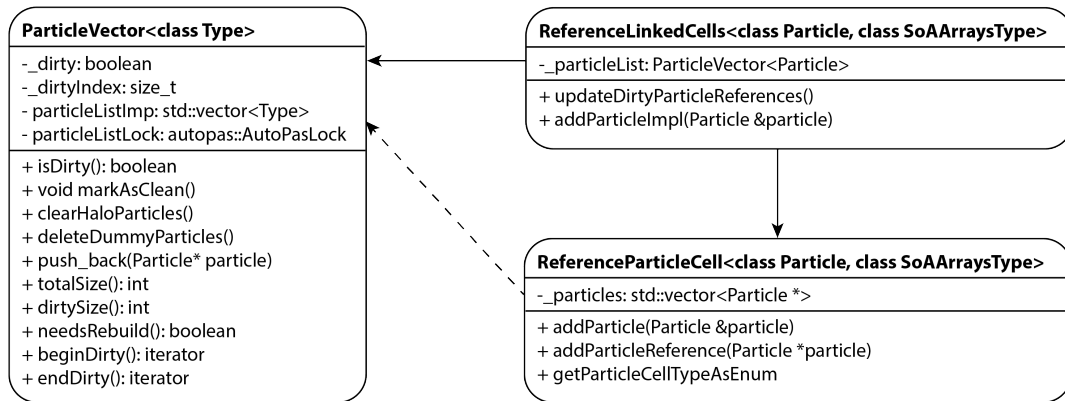 ParticleVector<class Type>
-_dirty: boolean
-_dirtyIndex: size_t
- particleListImp: std::vector<Type>
- particleListLock: autopas::AutoPasLock
+ isDirty(): boolean
+ void markAsClean()
+ clearHaloParticles()
+ deleteDummyParticles()
+ push_back(Particle* particle)
+ totalSize(): int
+ dirtySize(): int
+ needsRebuild(): boolean
+ beginDirty(): iterator
+ endDirty(): iterator
ReferenceLinkedCells<class Particle, class SoAArraysType>
-_particleList: ParticleVector<Particle>
+ updateDirtyParticleReferences()
+ addParticleImpl(Particle &particle)
ReferenceParticleCell<class Particle, class SoAArraysType>
-_particles: std::vector<Particle *>
+ addParticle(Particle &particle)
+ addParticleReference(Particle *particle)
+ getParticleCellTypeAsEnum